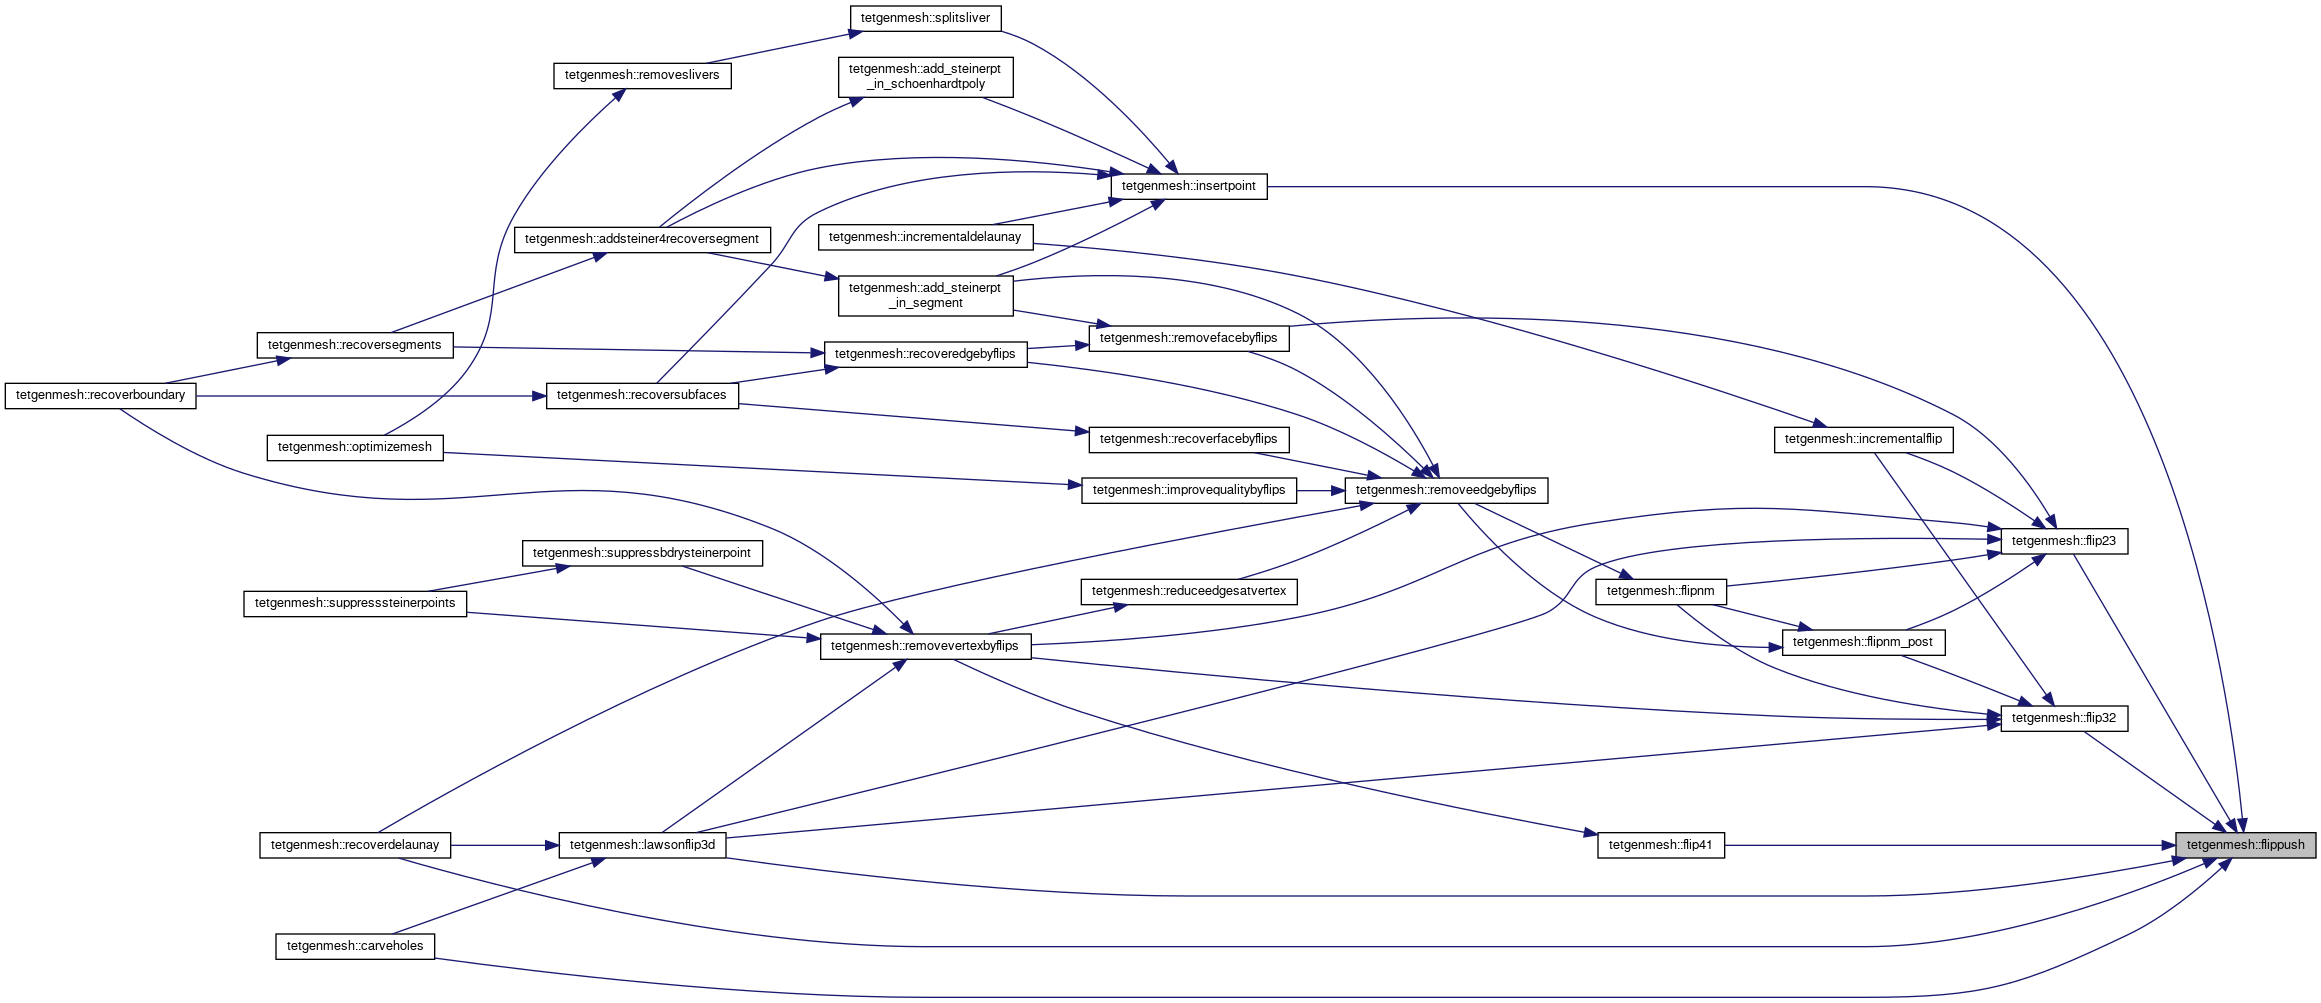 tetgenmesh::splitsliver
tetgenmesh::removeslivers
tetgenmesh::add_steinerpt
_in_schoenhardtpoly
tetgenmesh::insertpoint
tetgenmesh::addsteiner4recoversegment
tetgenmesh::incrementaldelaunay
tetgenmesh::add_steinerpt
_in_segment
tetgenmesh::recoversegments
tetgenmesh::removefacebyflips
tetgenmesh::recoveredgebyflips
tetgenmesh::recoverboundary
tetgenmesh::recoversubfaces
tetgenmesh::optimizemesh
tetgenmesh::recoverfacebyflips
tetgenmesh::incrementalflip
tetgenmesh::improvequalitybyflips
tetgenmesh::removeedgebyflips
tetgenmesh::suppressbdrysteinerpoint
tetgenmesh::flip23
tetgenmesh::suppresssteinerpoints
tetgenmesh::reduceedgesatvertex
tetgenmesh::flipnm
tetgenmesh::removevertexbyflips
tetgenmesh::flipnm_post
tetgenmesh::flip32
tetgenmesh::recoverdelaunay
tetgenmesh::lawsonflip3d
tetgenmesh::flip41
tetgenmesh::flippush
tetgenmesh::carveholes